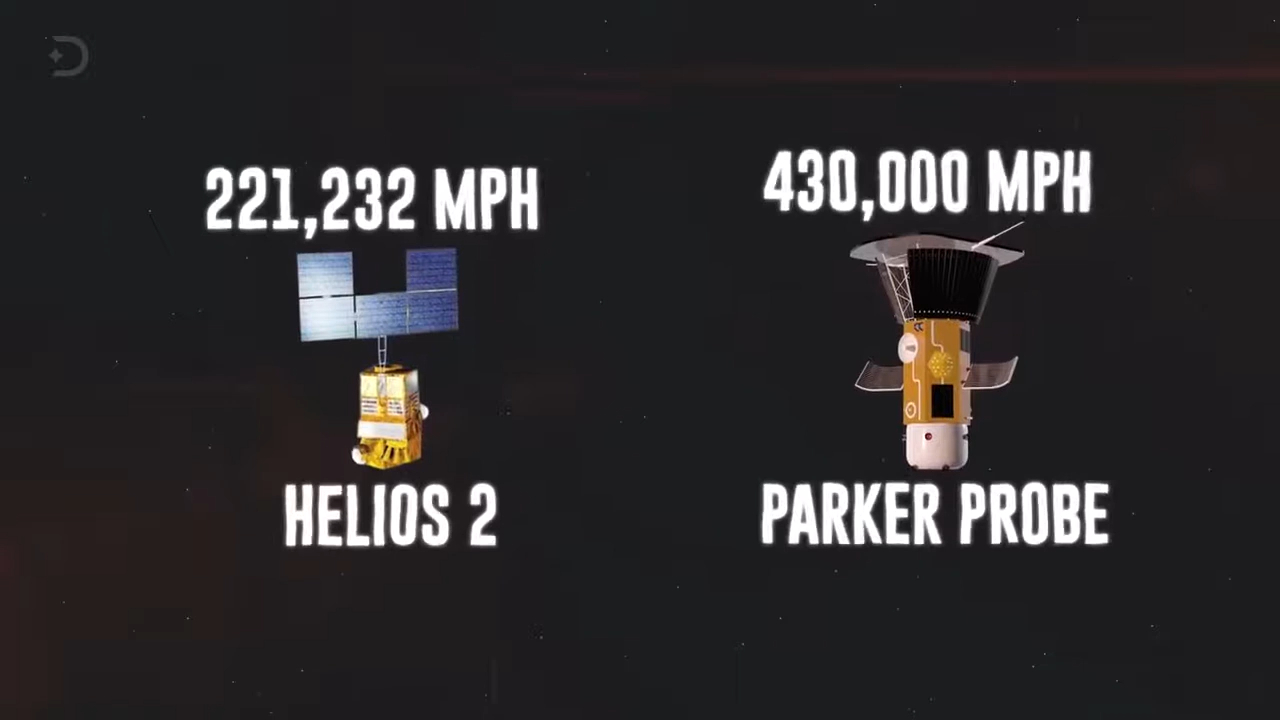 221,232 MPH
430,000 MPH
HELIOS 2
PARKER PROBE